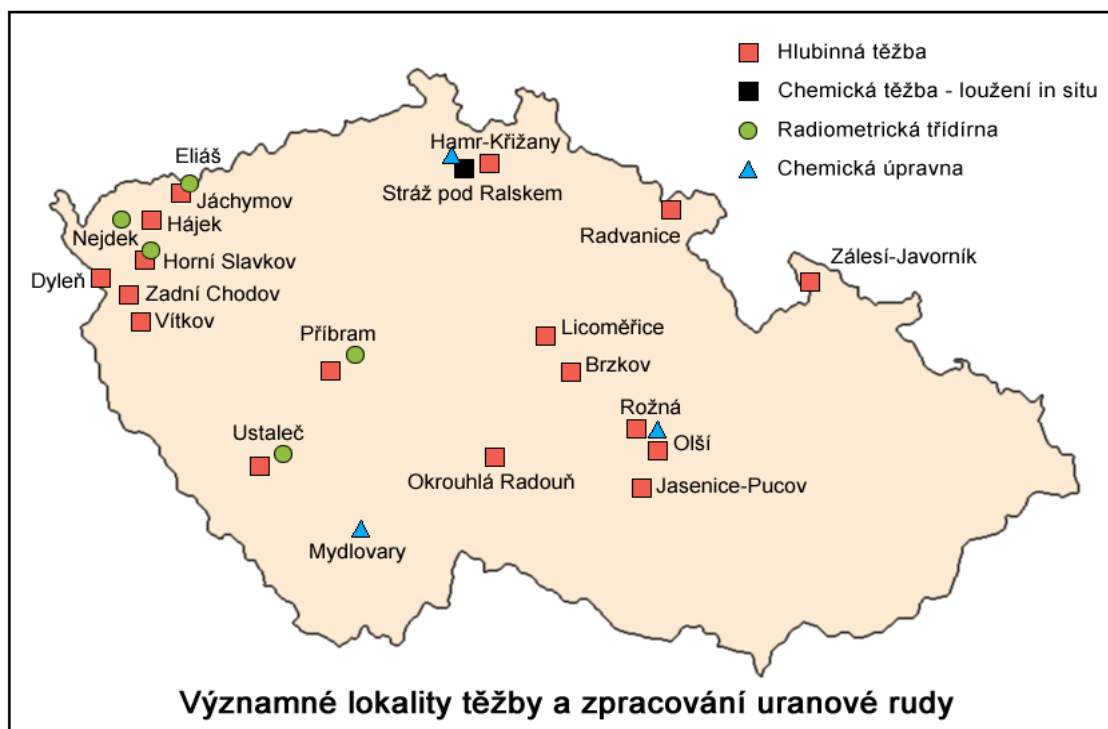 Hlubinná těžba
Chemická těžba - loužení in situ
Radiometrická třídírna
Chemická úpravna
Hamr-Křižany
Eliáš
Stráž pod Ralskem
Jáchymov
Hájek
Nejdek
Radvanice
Horní Slavkov
Zálesí-Javorník
Dyleň
Zadní Chodov
Vítkov
Příbram
Licoměřice
Brzkov
Rožná
Ustaleč
Olší
Okrouhlá Radouň
Jasenice-Pucov
Mydlovary
Významné lokality těžby a zpracování uranové rudy